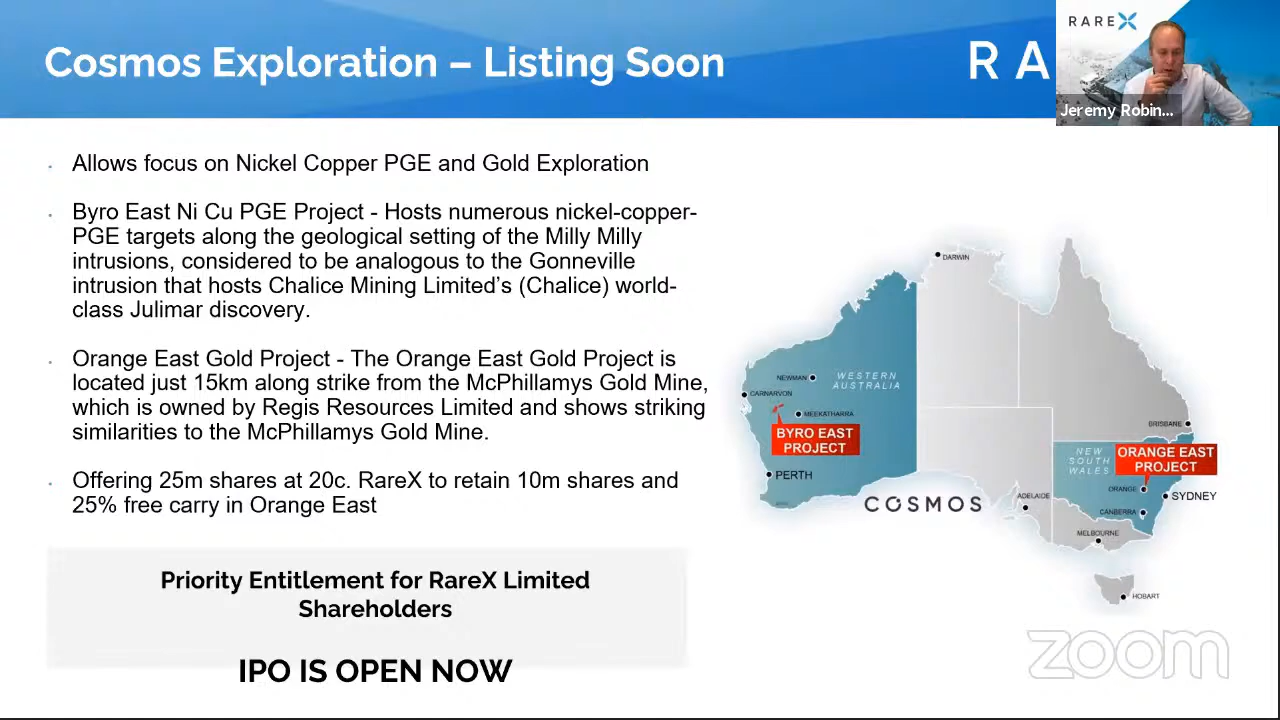 Cosmos Exploration – Listing Soon
R A
RAREX
Jeremy Robin...
Allows focus on Nickel Copper PGE and Gold Exploration
Byro East Ni Cu PGE Project - Hosts numerous nickel-copper-
PGE targets along the geological setting of the Milly Milly
intrusions, considered to be analogous to the Gonneville
intrusion that hosts Chalice Mining Limited's (Chalice) world-
class Julimar discovery.
Orange East Gold Project - The Orange East Gold Project is
located just 15km along strike from the McPhillamys Gold Mine,
which is owned by Regis Resources Limited and shows striking
similarities to the McPhillamys Gold Mine.
Offering 25m shares at 20c. RareX to retain 10m shares and
25% free carry in Orange East
Priority Entitlement for RareX Limited
Shareholders
IPO IS OPEN NOW
DARWIN
NEWMAN
WESTERN
AUSTRALIA
CARNARVON
MEEKATHARRA
BYRO EAST
PROJECT
PERTH
COSMOS
BRISBANE
NEW
SOUTH
WALES
ORANGE EAST
PROJECT
ORANGE
SYDNEY
ADELAIDE
CANBERRA
MELBOURNE
HOBART
zoom